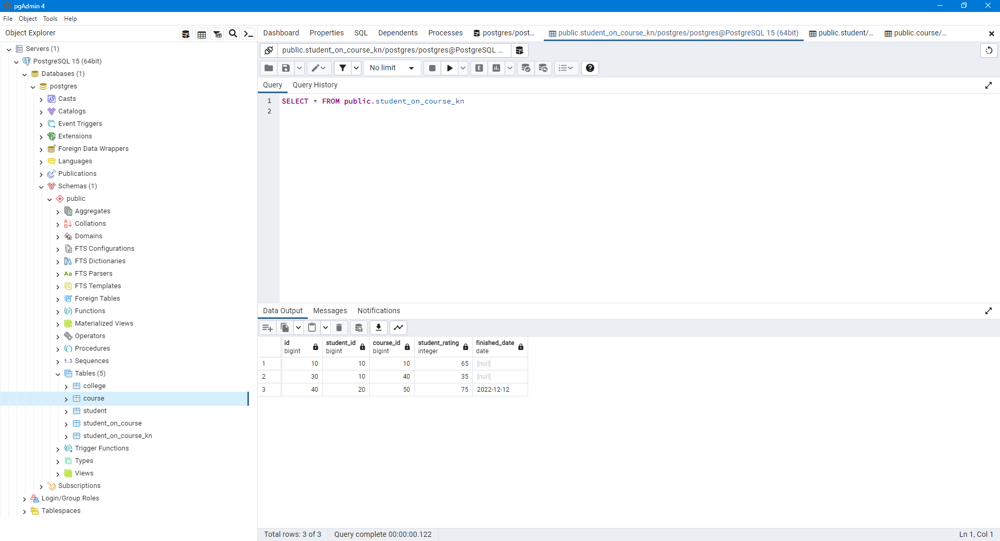 pgAdmin 4
File Object Tools Help
Object Explorer
Servers (1)
PostgreSQL 15 (64bit)
Databases (1)
postgres
Casts
Catalogs
Event Triggers
Extensions
Foreign Data Wrappers
Languages
Publications
Schemas (1)
public
Aggregates
Collations
Domains
FTS Configurations
FTS Dictionaries
Aa FTS Parsers
FTS Templates
Foreign Tables
Functions
Materialized Views
Operators
Procedures
1..3 Sequences
Tables (5)
college
course
student
student_on_course
student_on_course_kn
Trigger Functions
Types
Views
Subscriptions
Login/Group Roles
Tablespaces
Dashboard Properties SQL Dependents Processes postgres/post... public.student_on_course_kn/postgres/postgres@PostgreSQL 15 (64bit) public.student/... public.course/...
public.student_on_course_kn/postgres/postgres@PostgreSQL ...
No limit E
Query Query History
1 SELECT * FROM public.student_on_course_kn
2
Data Output Messages Notifications
id student_id course_id student_rating finished_date
bigint bigint bigint integer date
1 10 10 10 65 [null]
2 30 10 40 35 [null]
3 40 20 50 75 2022-12-12
Total rows: 3 of 3 Query complete 00:00:00.122 Ln 1, Col 1